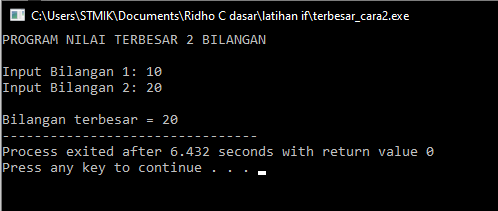 C:\Users\STMIK\Documents\Ridho C dasar\latihan if\terbesar_cara2.exe
PROGRAM NILAI TERBESAR 2 BILANGAN
Input Bilangan 1: 10
Input Bilangan 2: 20
Bilangan terbesar = 20
--------------------------------
Process exited after 6.432 seconds with return value 0
Press any key to continue . . .